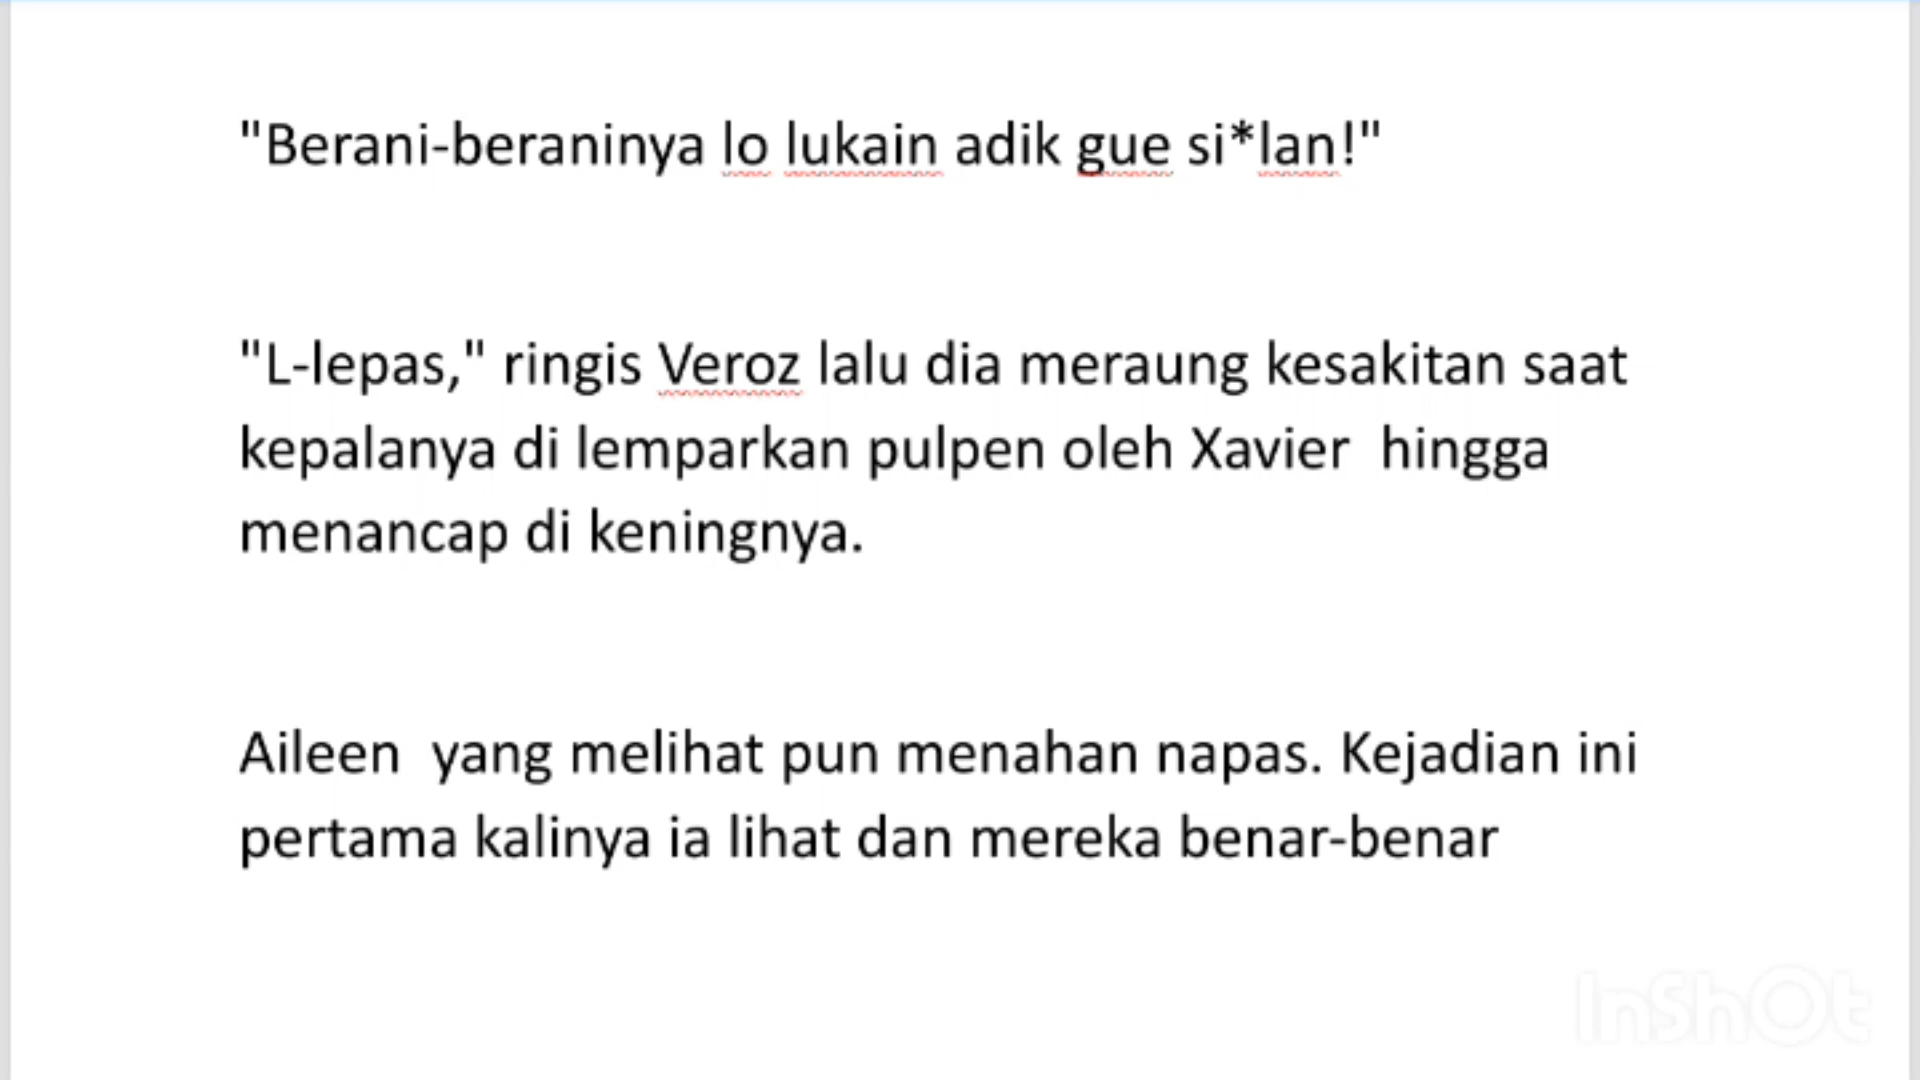 "Berani-beraninya lo lukain adik gue si*lan!"
"L-lepas," ringis Veroz lalu dia meraung kesakitan saat
kepalanya di lemparkan pulpen oleh Xavier  hingga
menancap di keningnya.
Aileen  yang melihat pun menahan napas. Kejadian ini
pertama kalinya ia lihat dan mereka benar-benar
InShOt